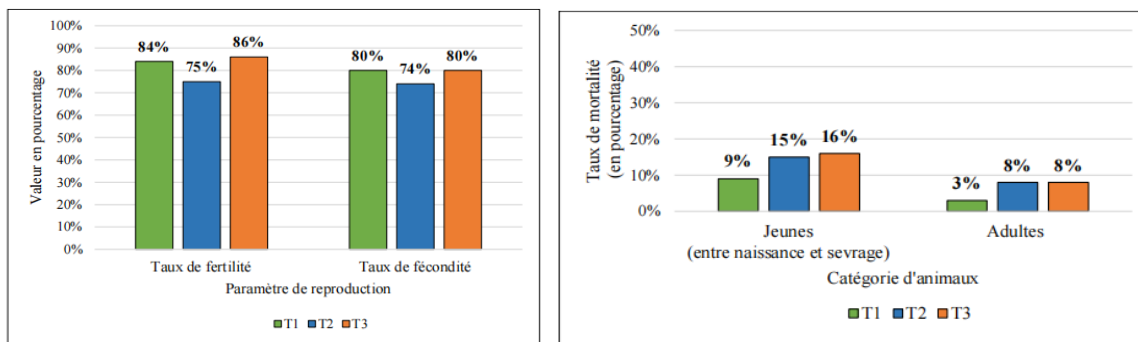 100%
90%
80%
70%
60%
50%
40%
30%
20%
10%
0%
Valeur en pourcentage
84%
75%
86%
80%
74%
80%
Taux de fertilité
Taux de fécondité
Paramètre de reproduction
T1 T2 T3
50%
40%
30%
20%
10%
0%
Taux de mortalité
(en pourcentage)
9%
15%
16%
3%
8%
8%
Jeunes
(entre naissance et sevrage)
Adultes
Catégorie d'animaux
T1 T2 T3